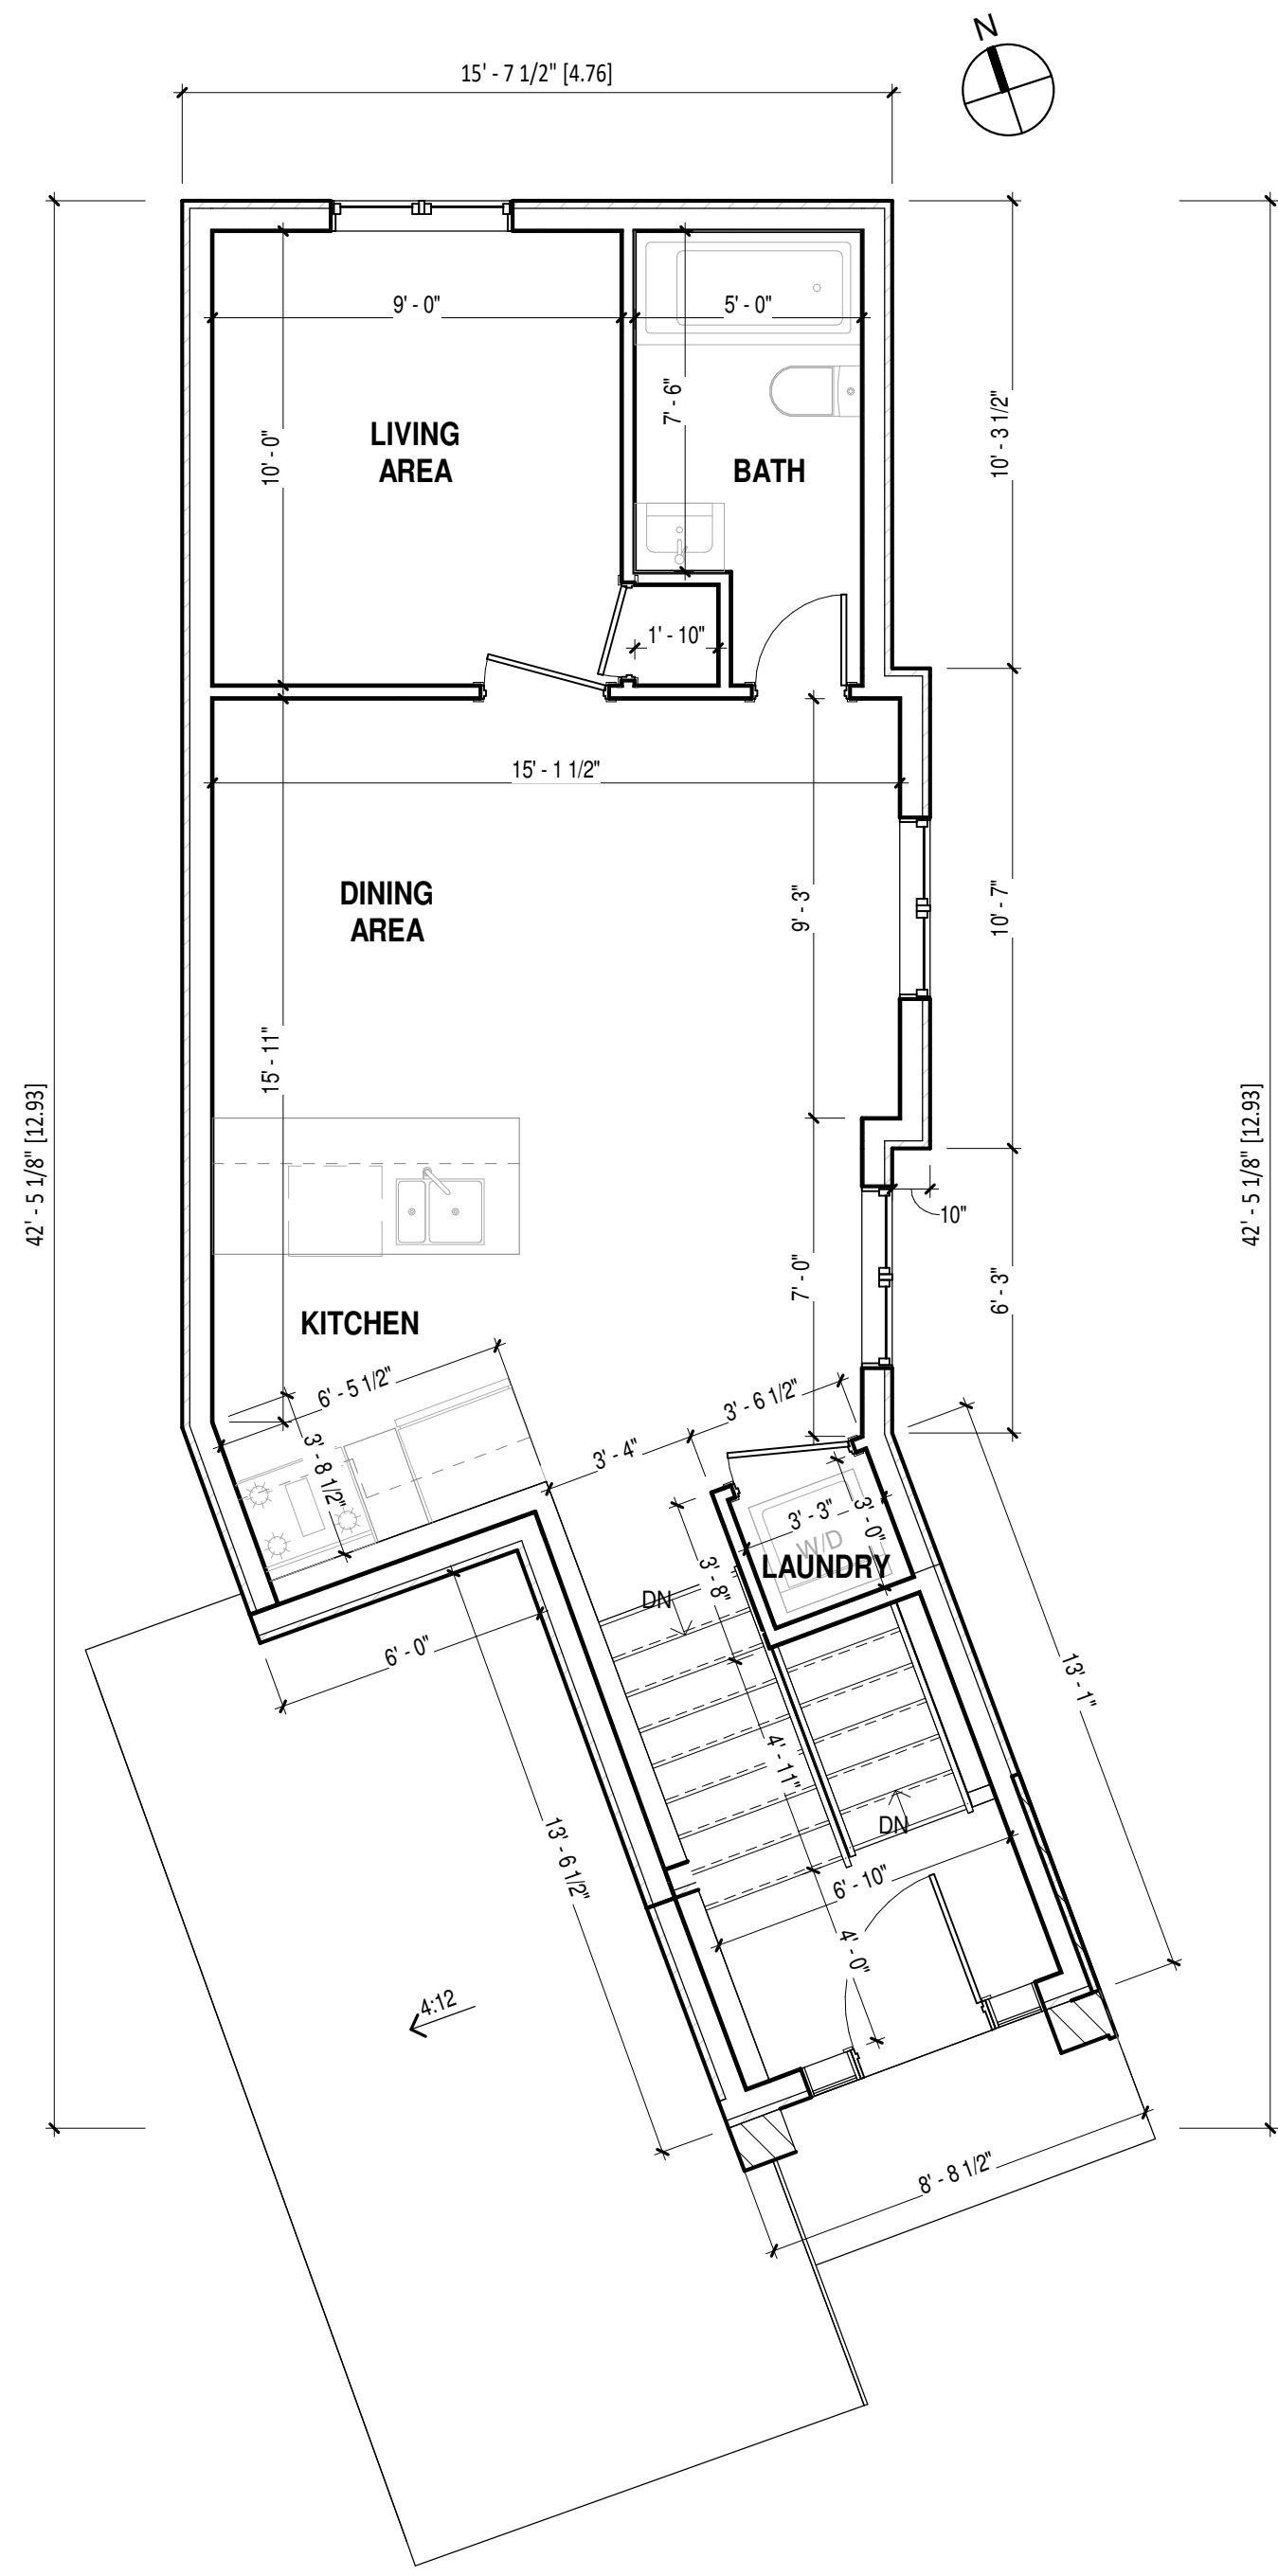 N
15' - 7 1/2" [4.76]
9' - 0"
5' - 0"
7' - 6"
10' - 3 1/2"
LIVING
AREA
10' - 0"
BATH
1' - 10"
15' - 1 1/2"
DINING
AREA
9' - 3"
10' - 7"
15' - 11"
42' - 5 1/8" [12.93]
42' - 5 1/8" [12.93]
10"
7' - 0"
6' - 3"
KITCHEN
6' - 5 1/2"
3' - 6 1/2"
3' - 8 1/2"
3' - 4"
3' - 3"
3' - 0"
W/D
LAUNDRY
3' - 8"
DN
6' - 0"
13' - 1"
4' - 11"
DN
13' - 6 1/2"
6' - 10"
4' - 0"
4:12
8' - 8 1/2"